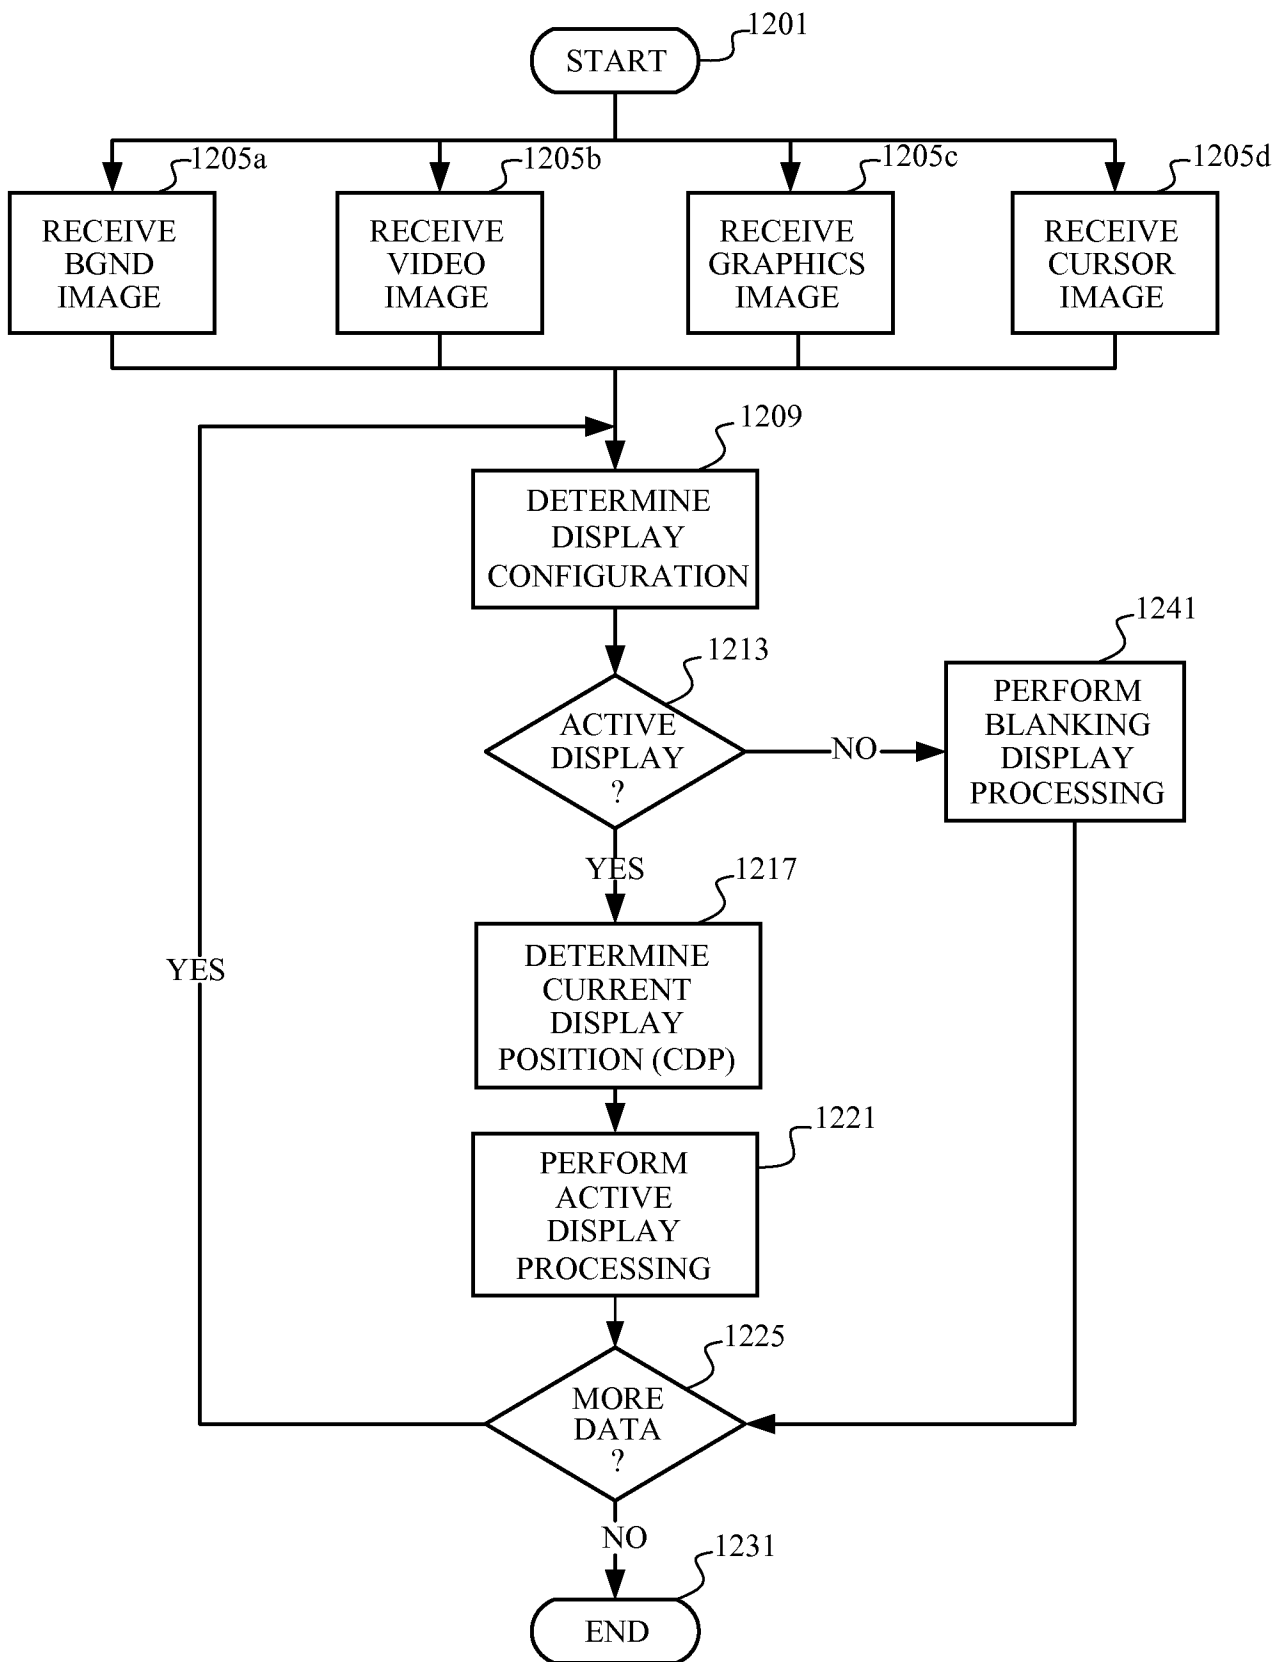 1201
START
1205a
1205b
1205c
1205d
RECEIVE
BGND
IMAGE
RECEIVE
VIDEO
IMAGE
RECEIVE
GRAPHICS
IMAGE
RECEIVE
CURSOR
IMAGE
1209
DETERMINE
DISPLAY
CONFIGURATION
1241
1213
ACTIVE
DISPLAY
?
NO
PERFORM
BLANKING
DISPLAY
PROCESSING
YES
1217
DETERMINE
CURRENT
DISPLAY
POSITION (CDP)
YES
1221
PERFORM
ACTIVE
DISPLAY
PROCESSING
1225
MORE
DATA
?
NO
1231
END